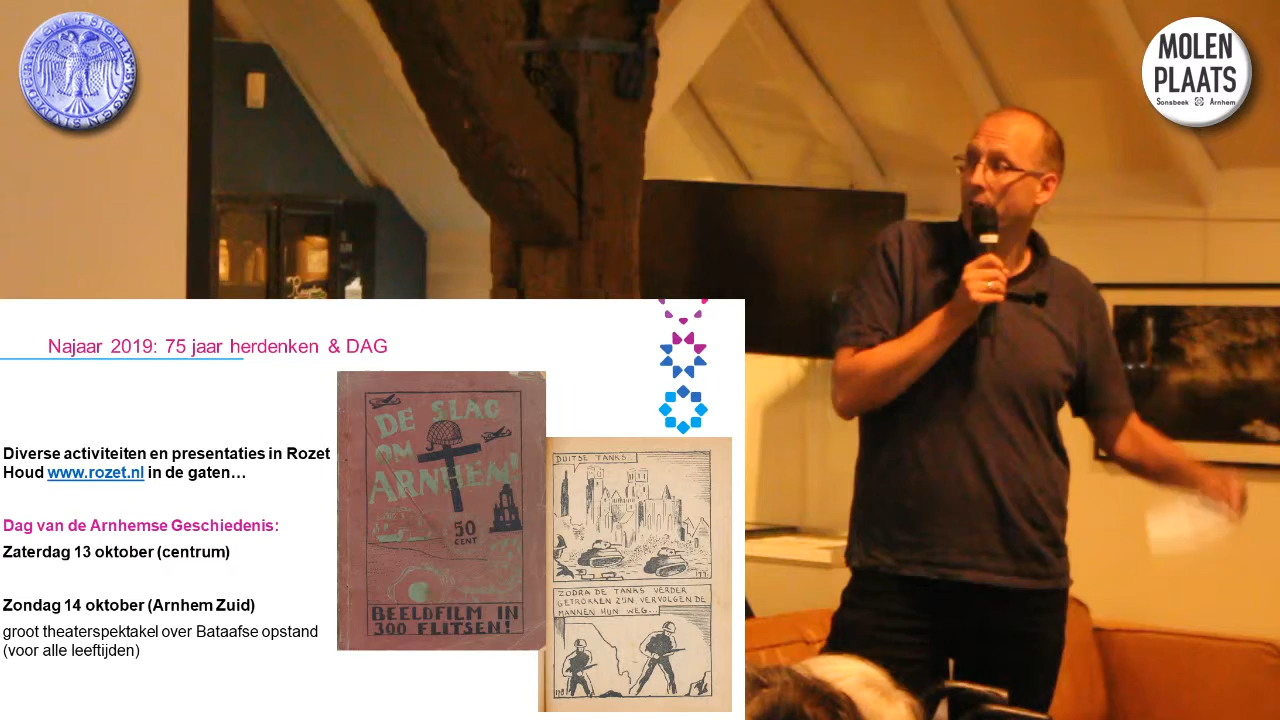 MOLEN
PLAATS
Sonsbeek Arnhem
Najaar 2019: 75 jaar herdenken & DAG
Diverse activiteiten en presentaties in Rozet
Houd www.rozet.nl in de gaten…
Dag van de Arnhemse Geschiedenis:
Zaterdag 13 oktober (centrum)
Zondag 14 oktober (Arnhem Zuid)
groot theaterspektakel over Bataafse opstand
(voor alle leeftijden)
DE SLAG
OM
ARNHEM!
50
CENT
BEELDFILM IN
300 FLITSEN!
DUITSE TANKS...
177.
ZODRA DE TANKS VERDER
GETROKKEN ZIJN VERVOLGEN DE
MANNEN HUN WEG...
178